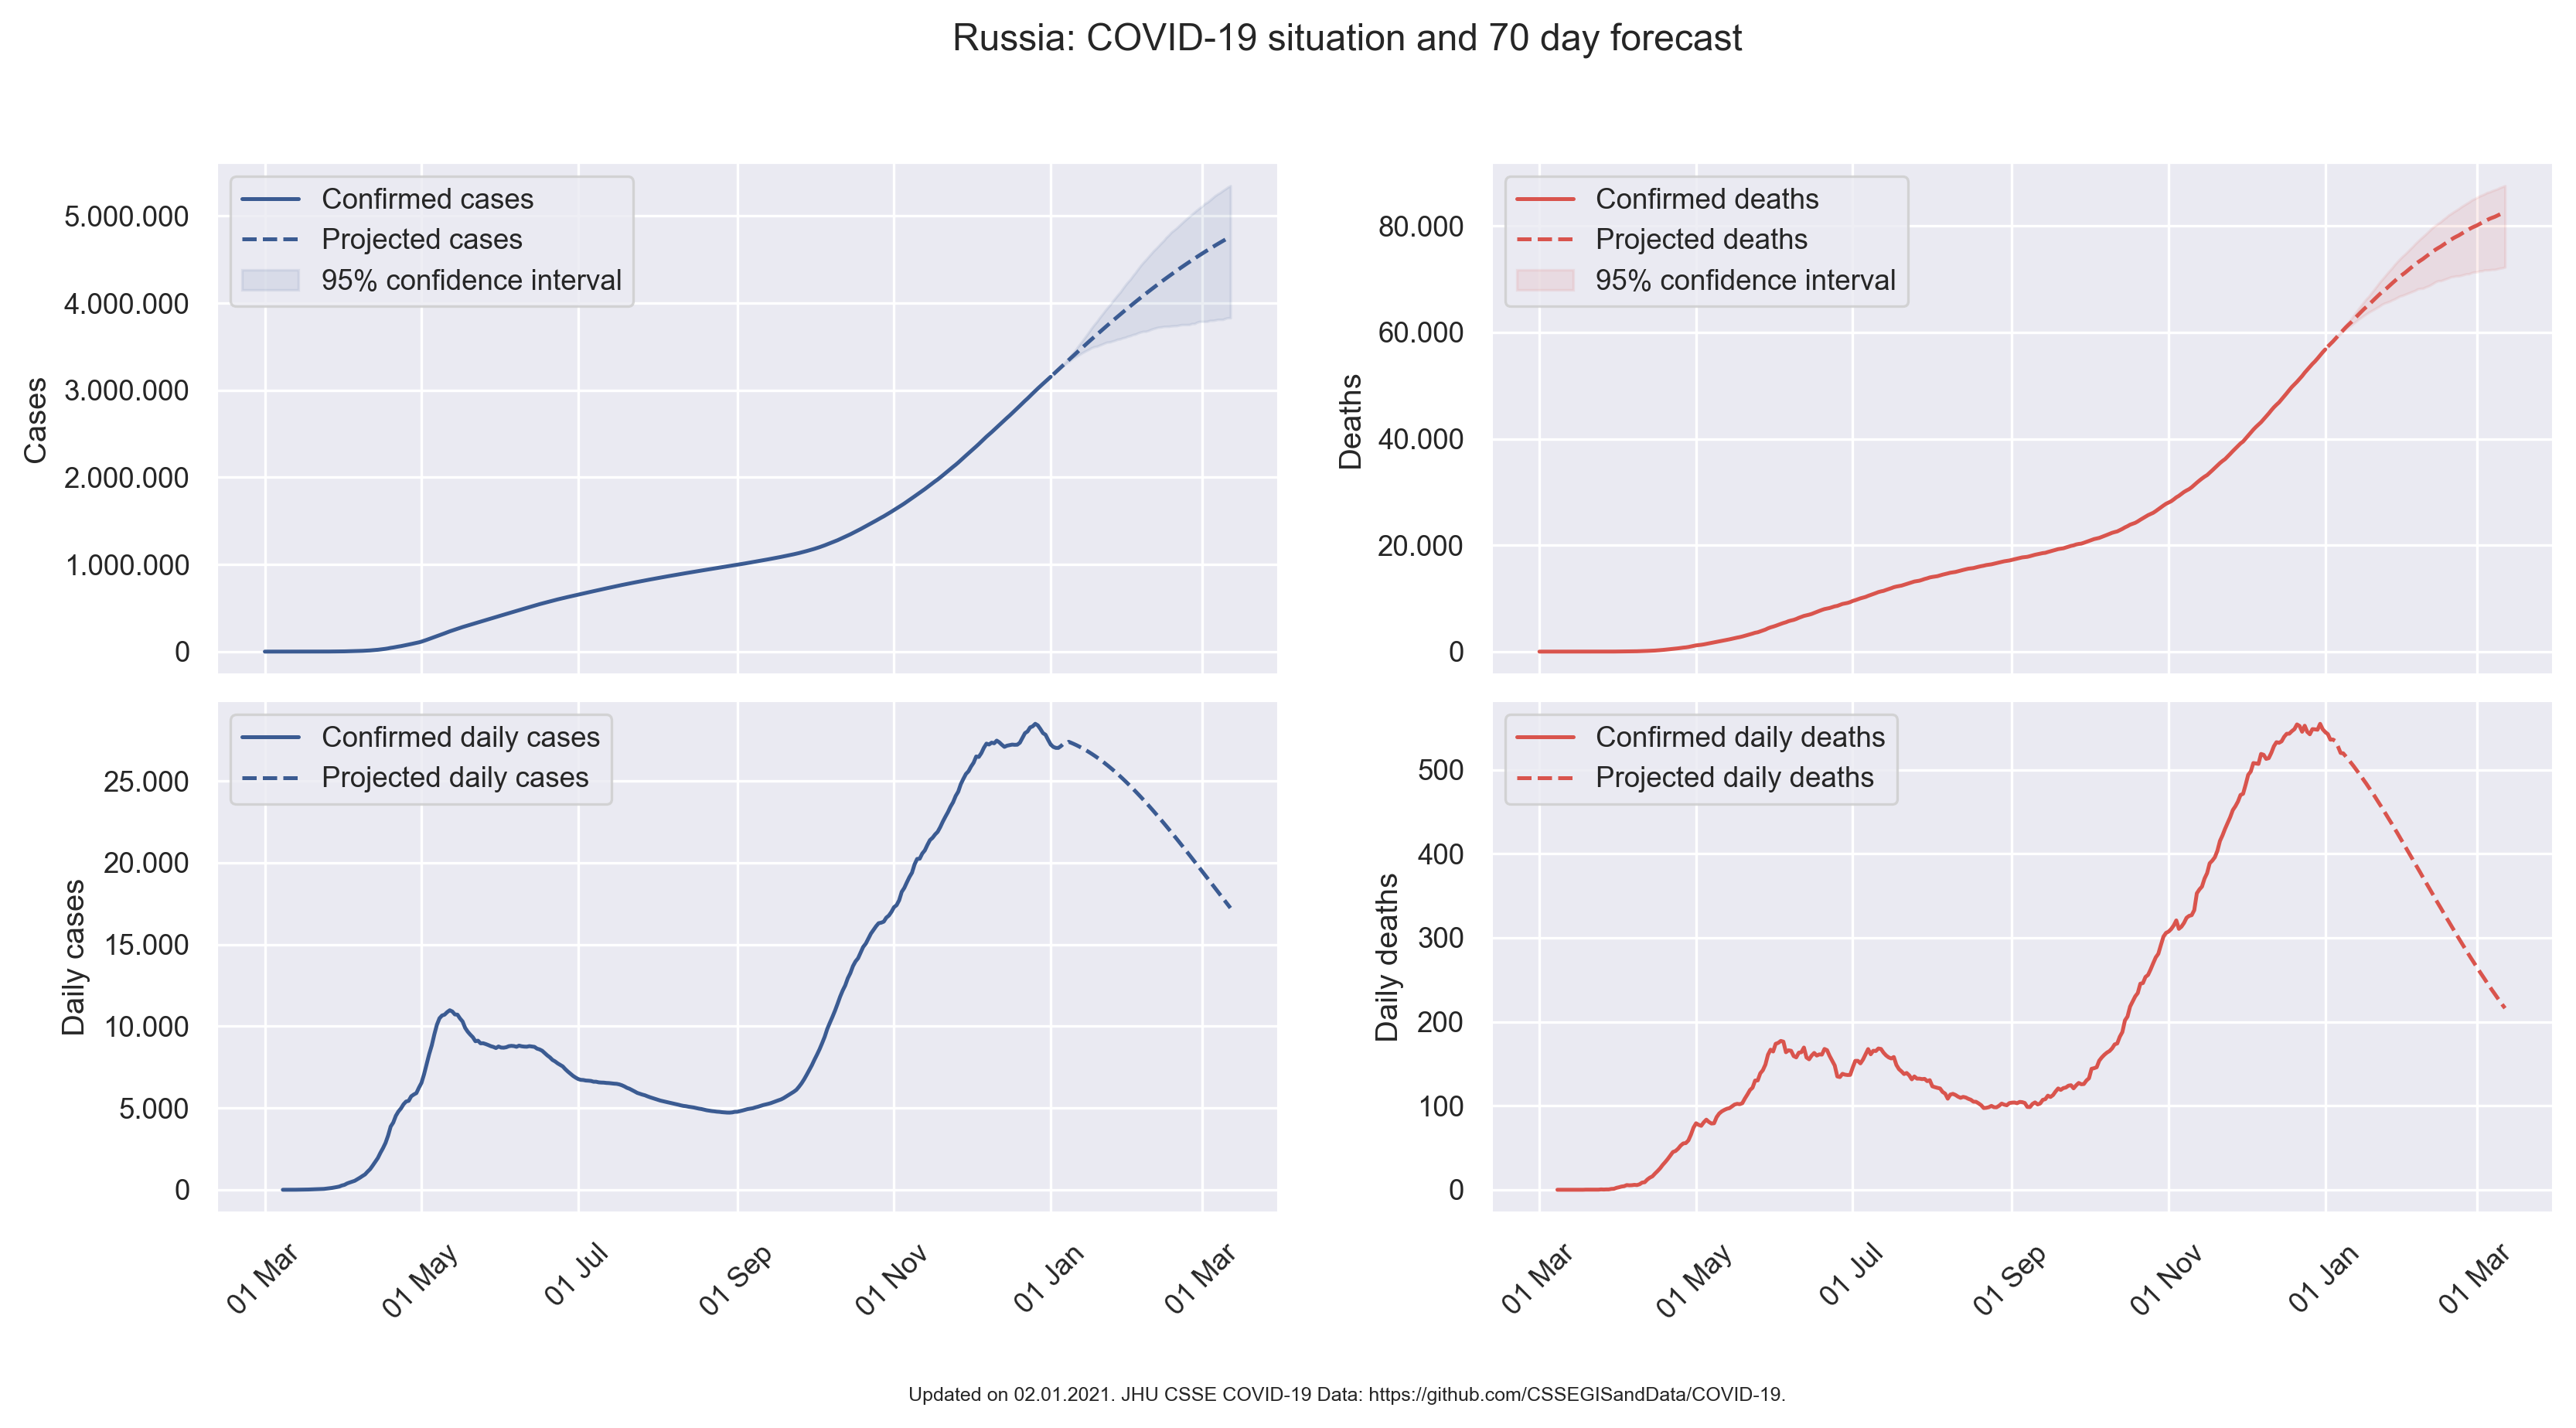 Russia: COVID-19 situation and 70 day forecast
Confirmed cases
Projected cases
95% confidence interval
Cases
5.000.000
4.000.000
3.000.000
2.000.000
1.000.000
0
Confirmed deaths
Projected deaths
95% confidence interval
Deaths
80.000
60.000
40.000
20.000
0
Confirmed daily cases
Projected daily cases
Daily cases
25.000
20.000
15.000
10.000
5.000
0
01 Mar
01 May
01 Jul
01 Sep
01 Nov
01 Jan
01 Mar
Confirmed daily deaths
Projected daily deaths
Daily deaths
500
400
300
200
100
0
01 Mar
01 May
01 Jul
01 Sep
01 Nov
01 Jan
01 Mar
Updated on 02.01.2021. JHU CSSE COVID-19 Data: https://github.com/CSSEGISandData/COVID-19.